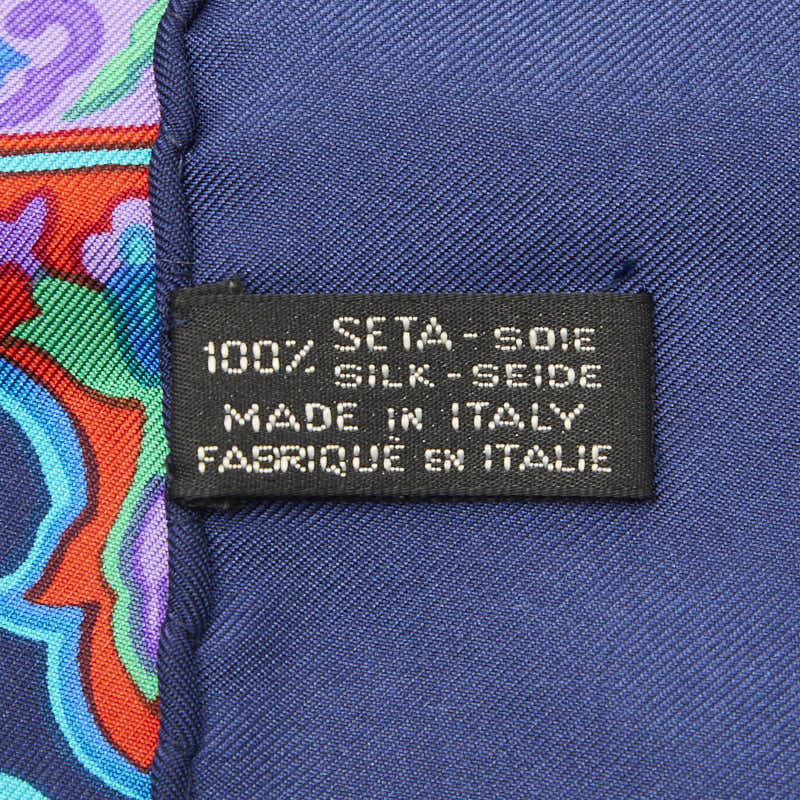 100% SETA - SOIE
SILK - SEIDE
MADE IN ITALY
FABRIQUÉ EN ITALIE